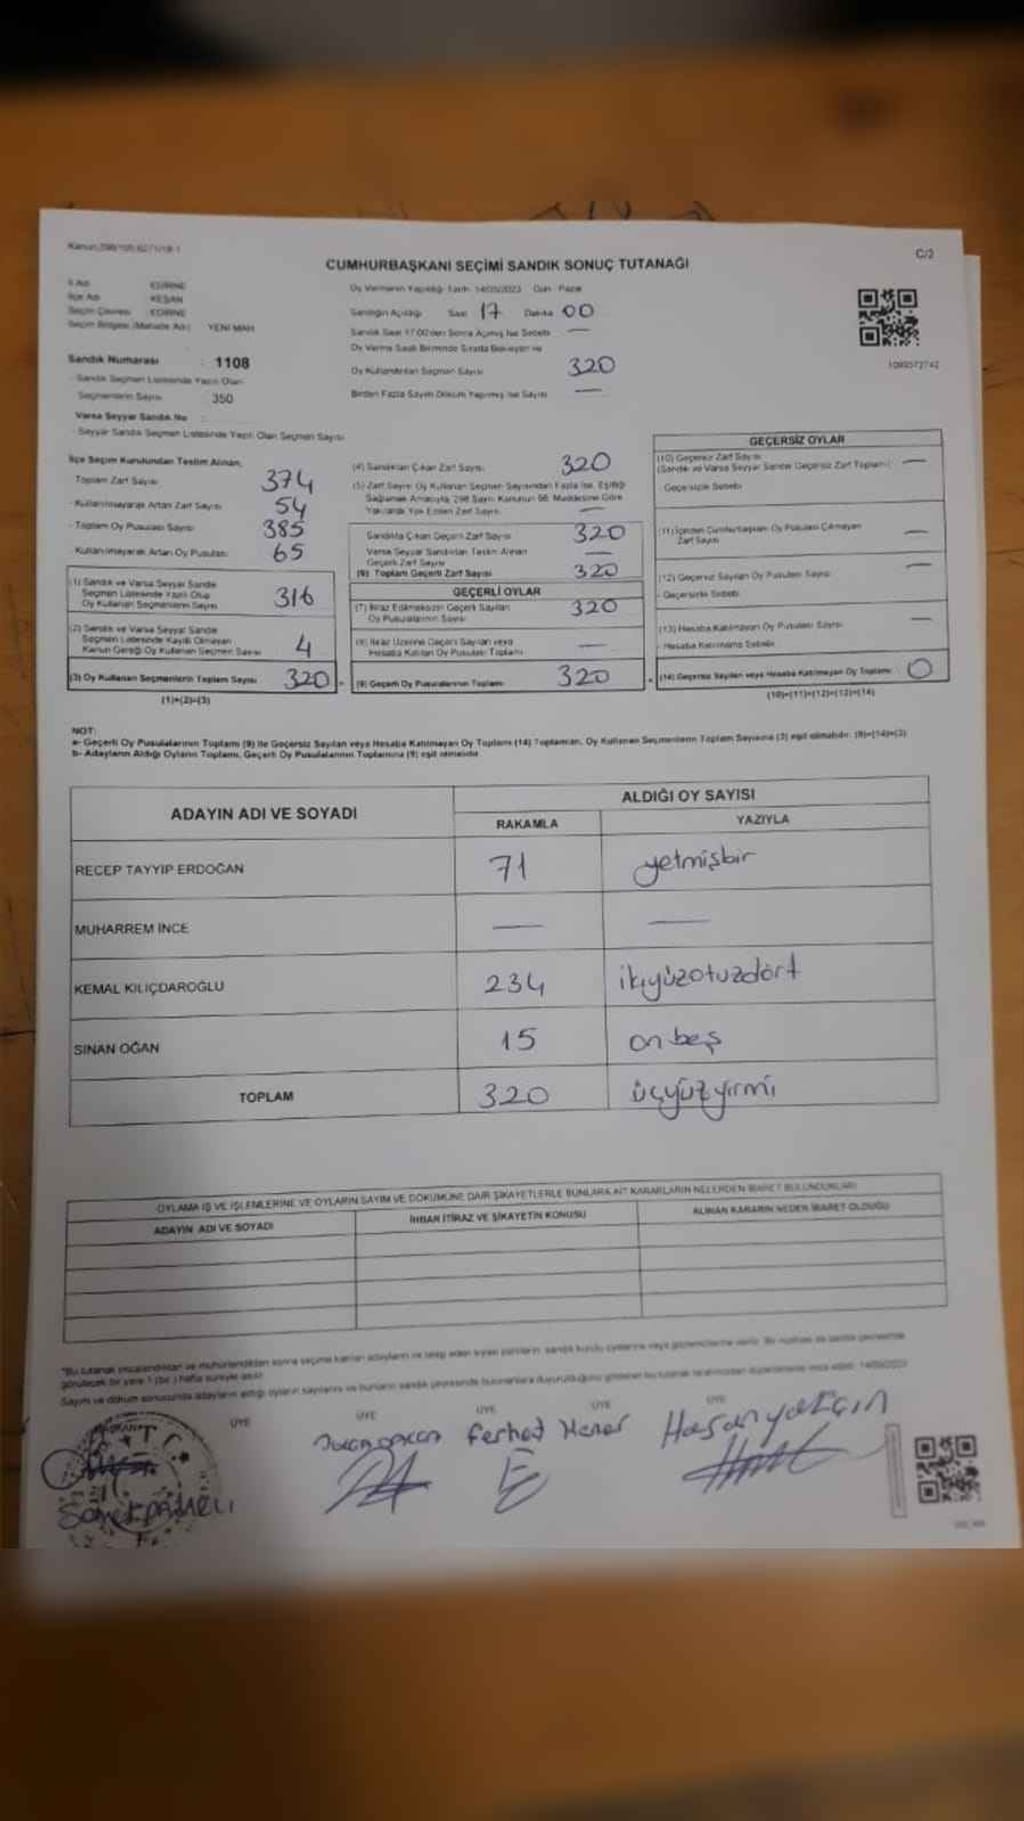 C/2
CUMHURBAŞKANI SEÇİMİ SANDIK SONUÇ TUTANAĞI
İl Adı EDİRNE
İlçe Adı KEŞAN
Seçim Çevresi EDİRNE
Seçim Bölgesi (Mahalle Adı) YENİ MAH
Sandık Numarası : 1108
- Sandık Seçmen Listesinde Yazılı Olan
Seçmenlerin Sayısı 350
Varsa Seyyar Sandık No :
- Seyyar Sandık Seçmen Listesinde Yazılı Olan Seçmen Sayısı
Oy Vermenin Yapıldığı Tarih 14/05/2023 Gün Pazar
Sandığın Açıldığı Saat 17 Dakika 00
Sandık Saat 17:00'den Sonra Açılmış İse Sebebi —
Oy Verme Saati Bitiminde Sırada Bekleyen ve
Oy Kullandırılan Seçmen Sayısı 320
Birden Fazla Sayım Döküm Yapılmış İse Sayısı —
İlçe Seçim Kurulundan Teslim Alınan;
Toplam Zarf Sayısı 374
- Kullanılmayarak Artan Zarf Sayısı 54
- Toplam Oy Pusulası Sayısı 385
- Kullanılmayarak Artan Oy Pusulası 65
(1) Sandık ve Varsa Seyyar Sandık
Seçmen Listesinde Yazılı Olup
Oy Kullanan Seçmenlerin Sayısı 316
(2) Sandık ve Varsa Seyyar Sandık
Seçmen Listesinde Kayıtlı Olmayan
Kanun Gereği Oy Kullanan Seçmen Sayısı 4
(3) Oy Kullanan Seçmenlerin Toplam Sayısı 320
(1)+(2)=(3)
(4) Sandıktan Çıkan Zarf Sayısı 320
(5) Zarf Sayısı Oy Kullanan Seçmen Sayısından Fazla İse, Eşitliği
Sağlamak Amacıyla 298 Sayılı Kanunun 98. Maddesine Göre
Yakılarak Yok Edilen Zarf Sayısı —
Sandıkta Çıkan Geçerli Zarf Sayısı 320
Varsa Seyyar Sandıktan Teslim Alınan
Geçerli Zarf Sayısı —
(6) Toplam Geçerli Zarf Sayısı 320
GEÇERLİ OYLAR
(7) İtiraz Edilmeksizin Geçerli Sayılan
Oy Pusulalarının Sayısı 320
(8) İtiraz Üzerine Geçerli Sayılan veya
Hesaba Katılan Oy Pusulası Toplamı —
(9) Geçerli Oy Pusulalarının Toplamı 320
GEÇERSİZ OYLAR
(10) Geçersiz Zarf Sayısı
(Sandık ve Varsa Seyyar Sandık Geçersiz Zarf Toplamı) —
- Geçersizlik Sebebi
(11) İçinden Cumhurbaşkanı Oy Pusulası Çıkmayan
Zarf Sayısı —
(12) Geçersiz Sayılan Oy Pusulası Sayısı —
- Geçersizlik Sebebi
(13) Hesaba Katılmayan Oy Pusulası Sayısı —
- Hesaba Katılmama Sebebi
(14) Geçersiz Sayılan veya Hesaba Katılmayan Oy Toplamı 0
(10)+(11)+(12)+(13)=(14)
NOT:
a- Geçerli Oy Pusulalarının Toplamı (9) ile Geçersiz Sayılan veya Hesaba Katılmayan Oy Toplamı (14) Toplamları, Oy Kullanan Seçmenlerin Toplam Sayısına (3) eşit olmalıdır. (9)+(14)=(3)
b- Adayların Aldığı Oyların Toplamı, Geçerli Oy Pusulalarının Toplamına (9) eşit olmalıdır.
ADAYIN ADI VE SOYADI
ALDIĞI OY SAYISI
RAKAMLA YAZIYLA
RECEP TAYYIP ERDOĞAN 71 yetmişbir
MUHARREM İNCE — —
KEMAL KILIÇDAROĞLU 234 ikiyüzotuzdört
SİNAN OĞAN 15 onbeş
TOPLAM 320 üçyüzyirmi
OYLAMA İŞ VE İŞLEMLERİNE VE OYLARIN SAYIM VE DÖKÜMÜNE DAİR ŞİKAYETLERLE BUNLARA AİT KARARLARIN NELERDEN İBARET BULUNDUKLARI
ADAYIN ADI VE SOYADI İHBAR İTİRAZ VE ŞİKAYETİN KONUSU ALINAN KARARIN NEDEN İBARET OLDUĞU
ÜYE ÜYE ÜYE ÜYE ÜYE
Ferhat Hasan yalçın